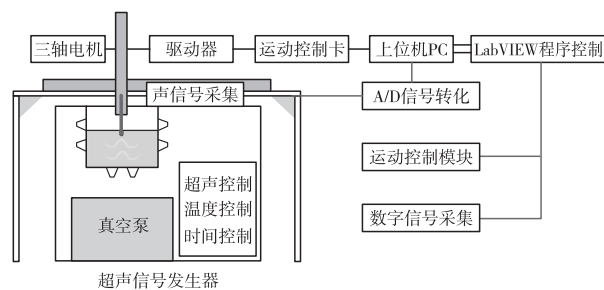 三轴电机
驱动器
运动控制卡
上位机PC
LabVIEW程序控制
声信号采集
A/D信号转化
运动控制模块
超声控制
温度控制
时间控制
真空泵
数字信号采集
超声信号发生器